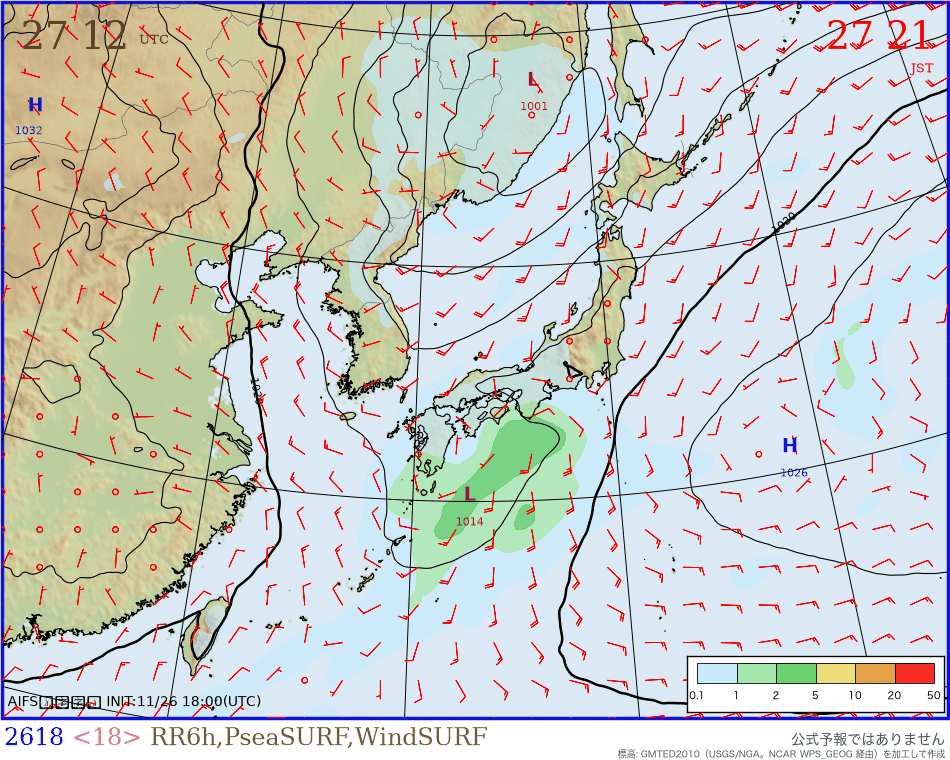 27 12 UTC
27 21
JST
H
1032
L
1001
1020
H
1026
L
1014
0.1 1 2 5 10 20 50
AIFS INIT:11/26 18:00(UTC)
2618 <18> RR6h,PseaSURF,WindSURF
公式予報ではありません
標高: GMTED2010（USGS/NGA。NCAR WPS_GEOG 経由）を加工して作成